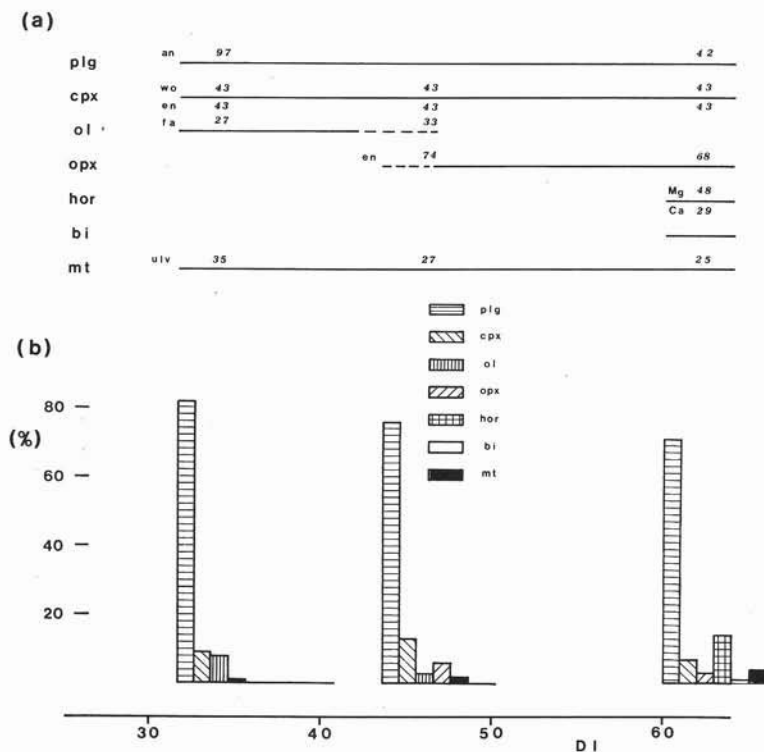 (a)
an 97 42
plg
wo 43 43 43
cpx
en 43 43 43
fa 27 33
ol
en 74 68
opx
Mg 48
hor
Ca 29
bi
ulv 35 27 25
mt
(b)
plg
cpx
ol
opx
hor
bi
mt
80
(%)
60
40
20
30 40 50 60
DI